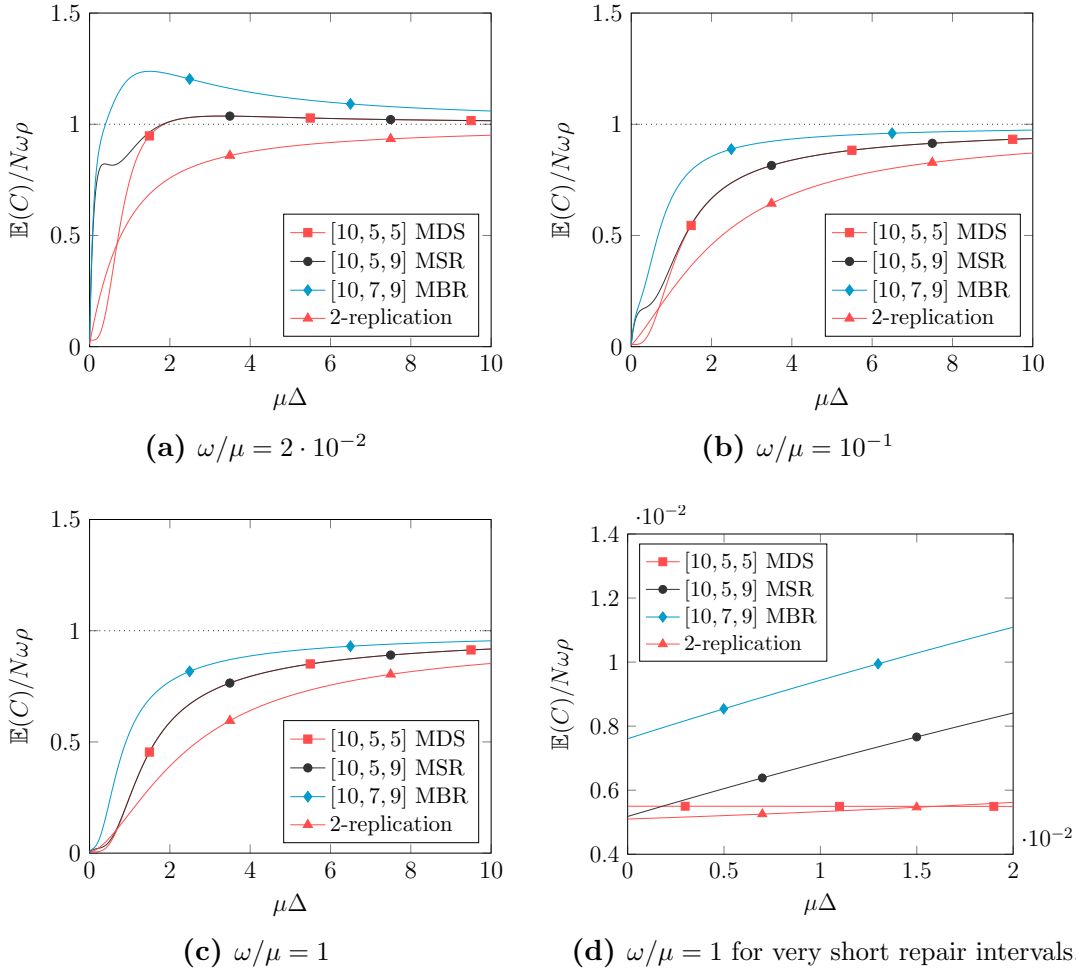 1.5
1
0.5
0
0 2 4 6 8 10
𝔼(C)/Nωρ
μΔ
[10, 5, 5] MDS
[10, 5, 9] MSR
[10, 7, 9] MBR
2-replication
(a) ω/μ = 2 · 10⁻²
1.5
1
0.5
0
0 2 4 6 8 10
𝔼(C)/Nωρ
μΔ
[10, 5, 5] MDS
[10, 5, 9] MSR
[10, 7, 9] MBR
2-replication
(b) ω/μ = 10⁻¹
1.5
1
0.5
0
0 2 4 6 8 10
𝔼(C)/Nωρ
μΔ
[10, 5, 5] MDS
[10, 5, 9] MSR
[10, 7, 9] MBR
2-replication
(c) ω/μ = 1
·10⁻²
1.4
1.2
1
0.8
0.6
0.4
0 0.5 1 1.5 2
·10⁻²
𝔼(C)/Nωρ
μΔ
[10, 5, 5] MDS
[10, 5, 9] MSR
[10, 7, 9] MBR
2-replication
(d) ω/μ = 1 for very short repair intervals.